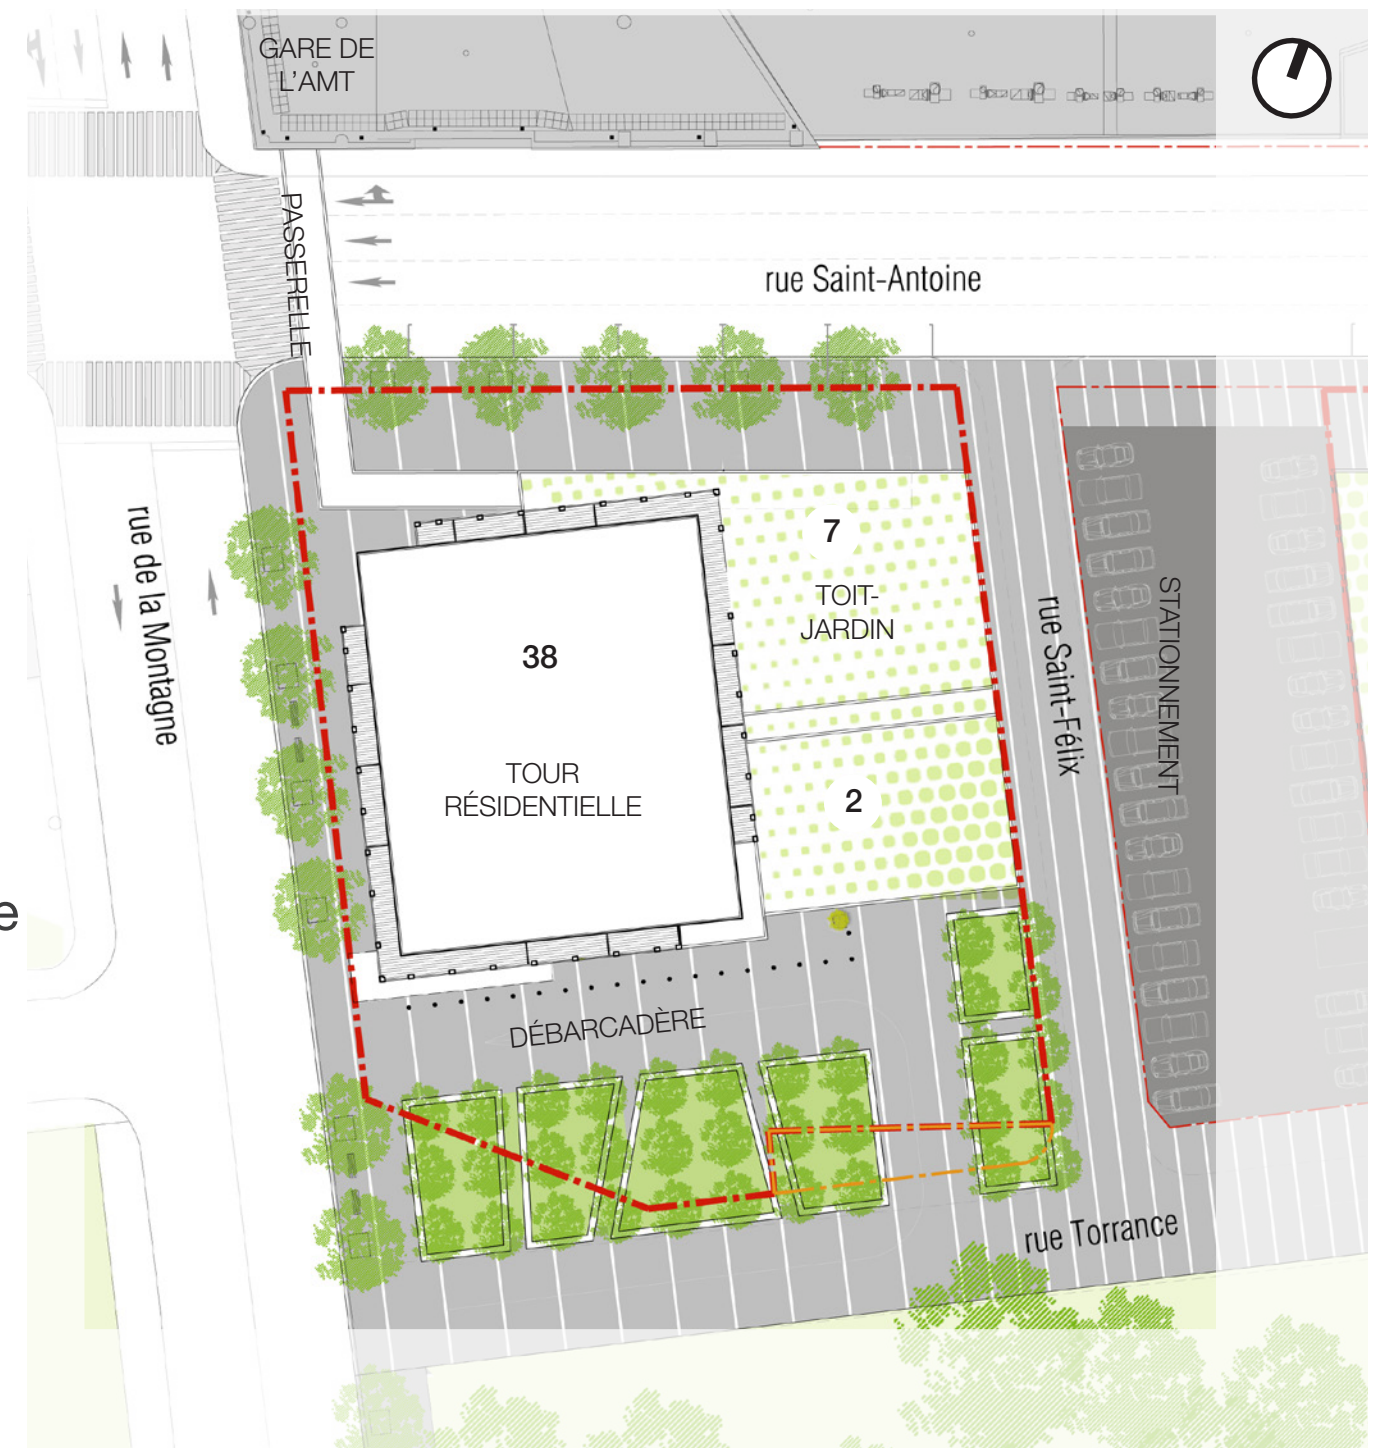 GARE DE
L'AMT
PASSERELLE
rue Saint-Antoine
rue de la Montagne
7
TOIT-
JARDIN
38
TOUR
RÉSIDENTIELLE
2
rue Saint-Félix
STATIONNEMENT
e
DÉBARCADÈRE
rue Torrance